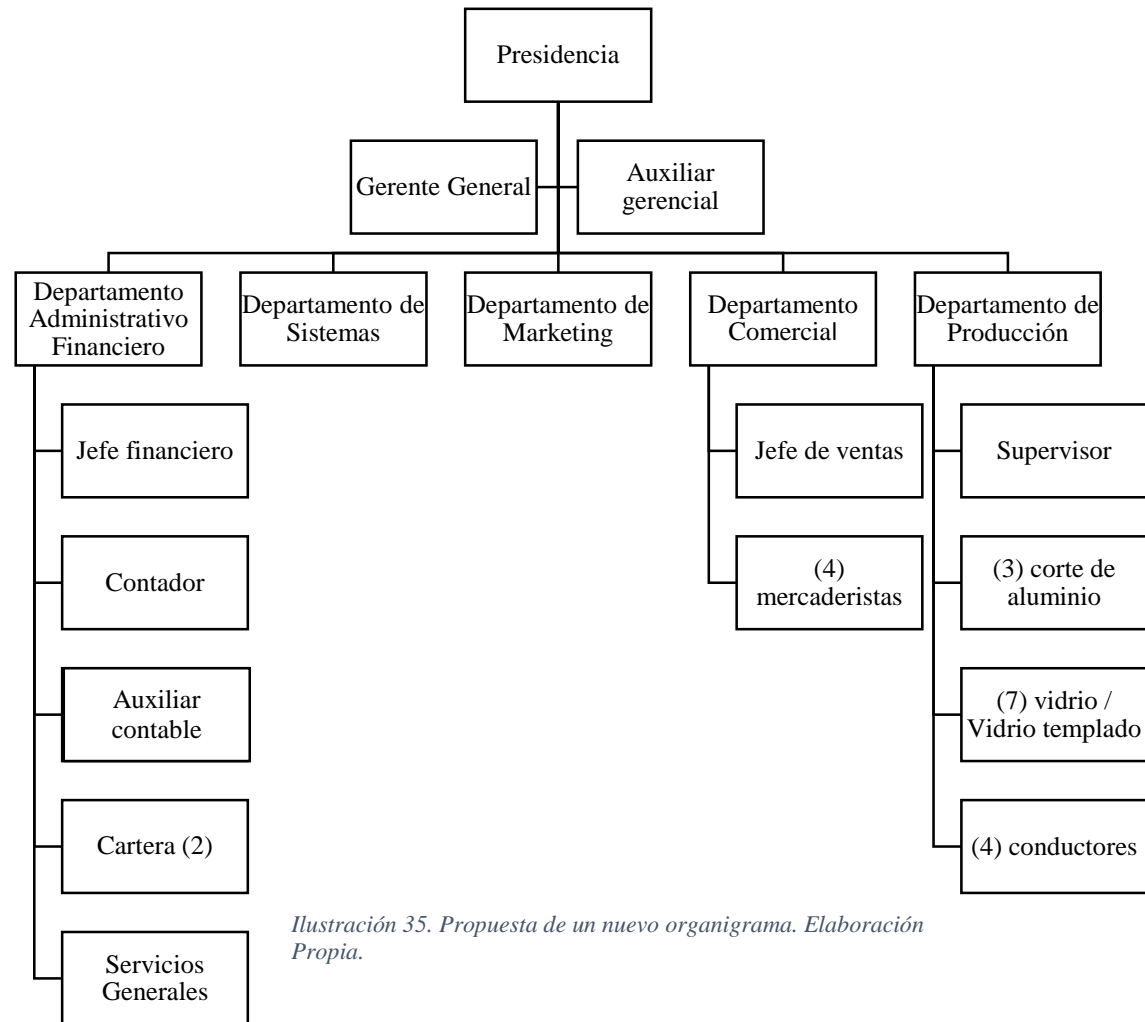 Presidencia
Gerente General
Auxiliar
gerencial
Departamento
Administrativo
Financiero
Departamento de
Sistemas
Departamento de
Marketing
Departamento
Comercial
Departamento de
Producción
Jefe financiero
Contador
Auxiliar
contable
Cartera (2)
Servicios
Generales
Jefe de ventas
(4)
mercaderistas
Supervisor
(3) corte de
aluminio
(7) vidrio /
Vidrio templado
(4) conductores
Ilustración 35. Propuesta de un nuevo organigrama. Elaboración
Propia.